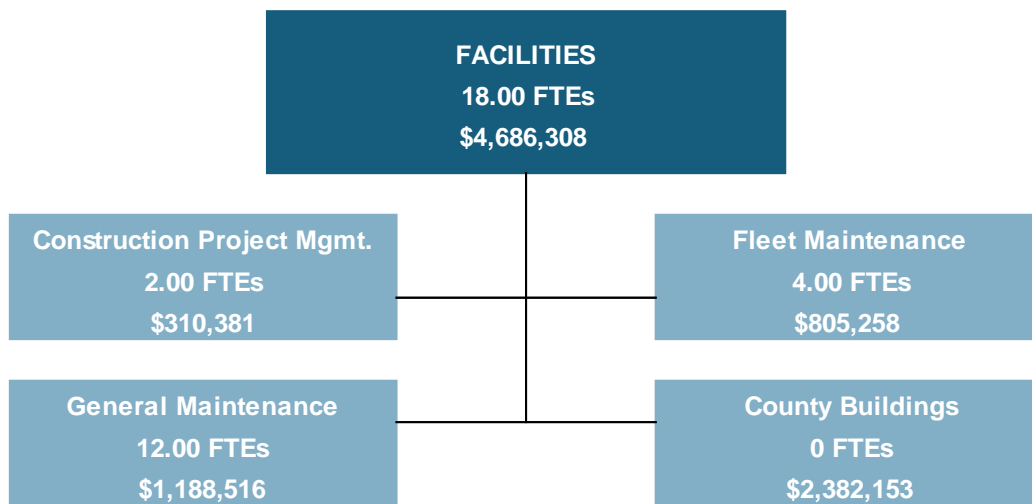 FACILITIES
18.00 FTEs
$4,686,308
Construction Project Mgmt.
2.00 FTEs
$310,381
Fleet Maintenance
4.00 FTEs
$805,258
General Maintenance
12.00 FTEs
$1,188,516
County Buildings
0 FTEs
$2,382,153